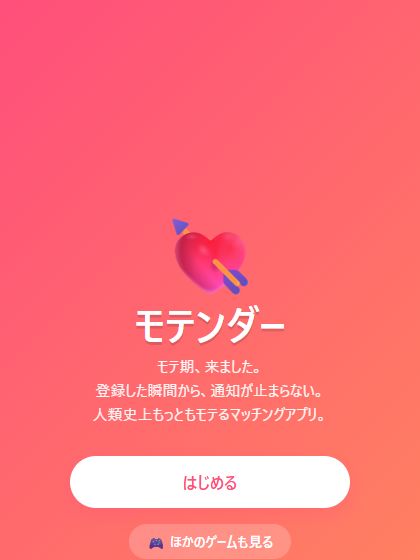 モテンダー
モテ期、来ました。
登録した瞬間から、通知が止まらない。
人類史上もっともモテるマッチングアプリ。
はじめる
ほかのゲームも見る